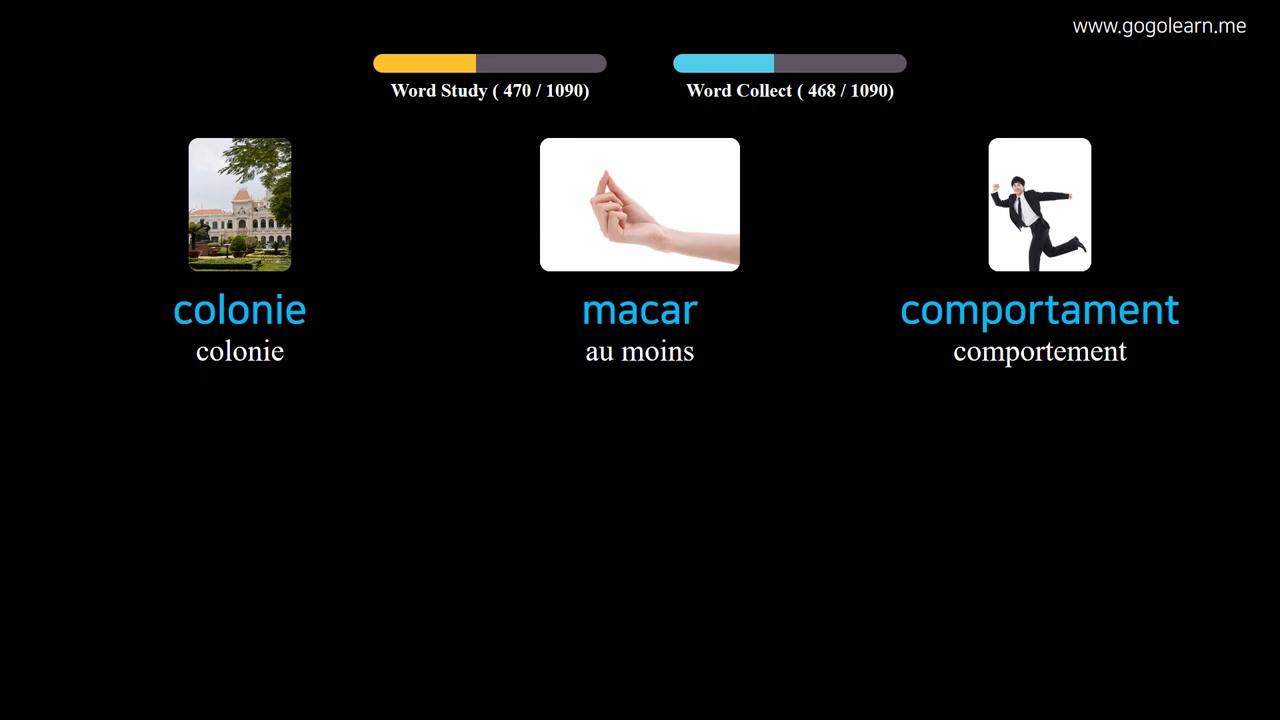 www.gogolearn.me
Word Study ( 470 / 1090)
Word Collect ( 468 / 1090)
colonie
colonie
macar
au moins
comportament
comportement